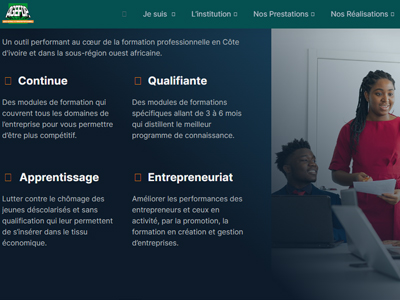 AGEFOP
Je suis
L'institution
Nos Prestations
Nos Réalisations
Un outil performant au cœur de la formation professionnelle en Côte
d'Ivoire et dans la sous-région ouest africaine.
Continue
Des modules de formation qui
couvrent tous les domaines de
l'entreprise pour vous permettre
d'être plus compétitif.
Qualifiante
Des modules de formations
spécifiques allant de 3 à 6 mois
qui distillent le meilleur
programme de connaissance.
Apprentissage
Lutter contre le chômage des
jeunes déscolarisés et sans
qualification qui leur permettent
de s'insérer dans le tissu
économique.
Entrepreneuriat
Améliorer les performances des
entrepreneurs et ceux en
activité, par la promotion, la
formation en création et gestion
d'entreprises.